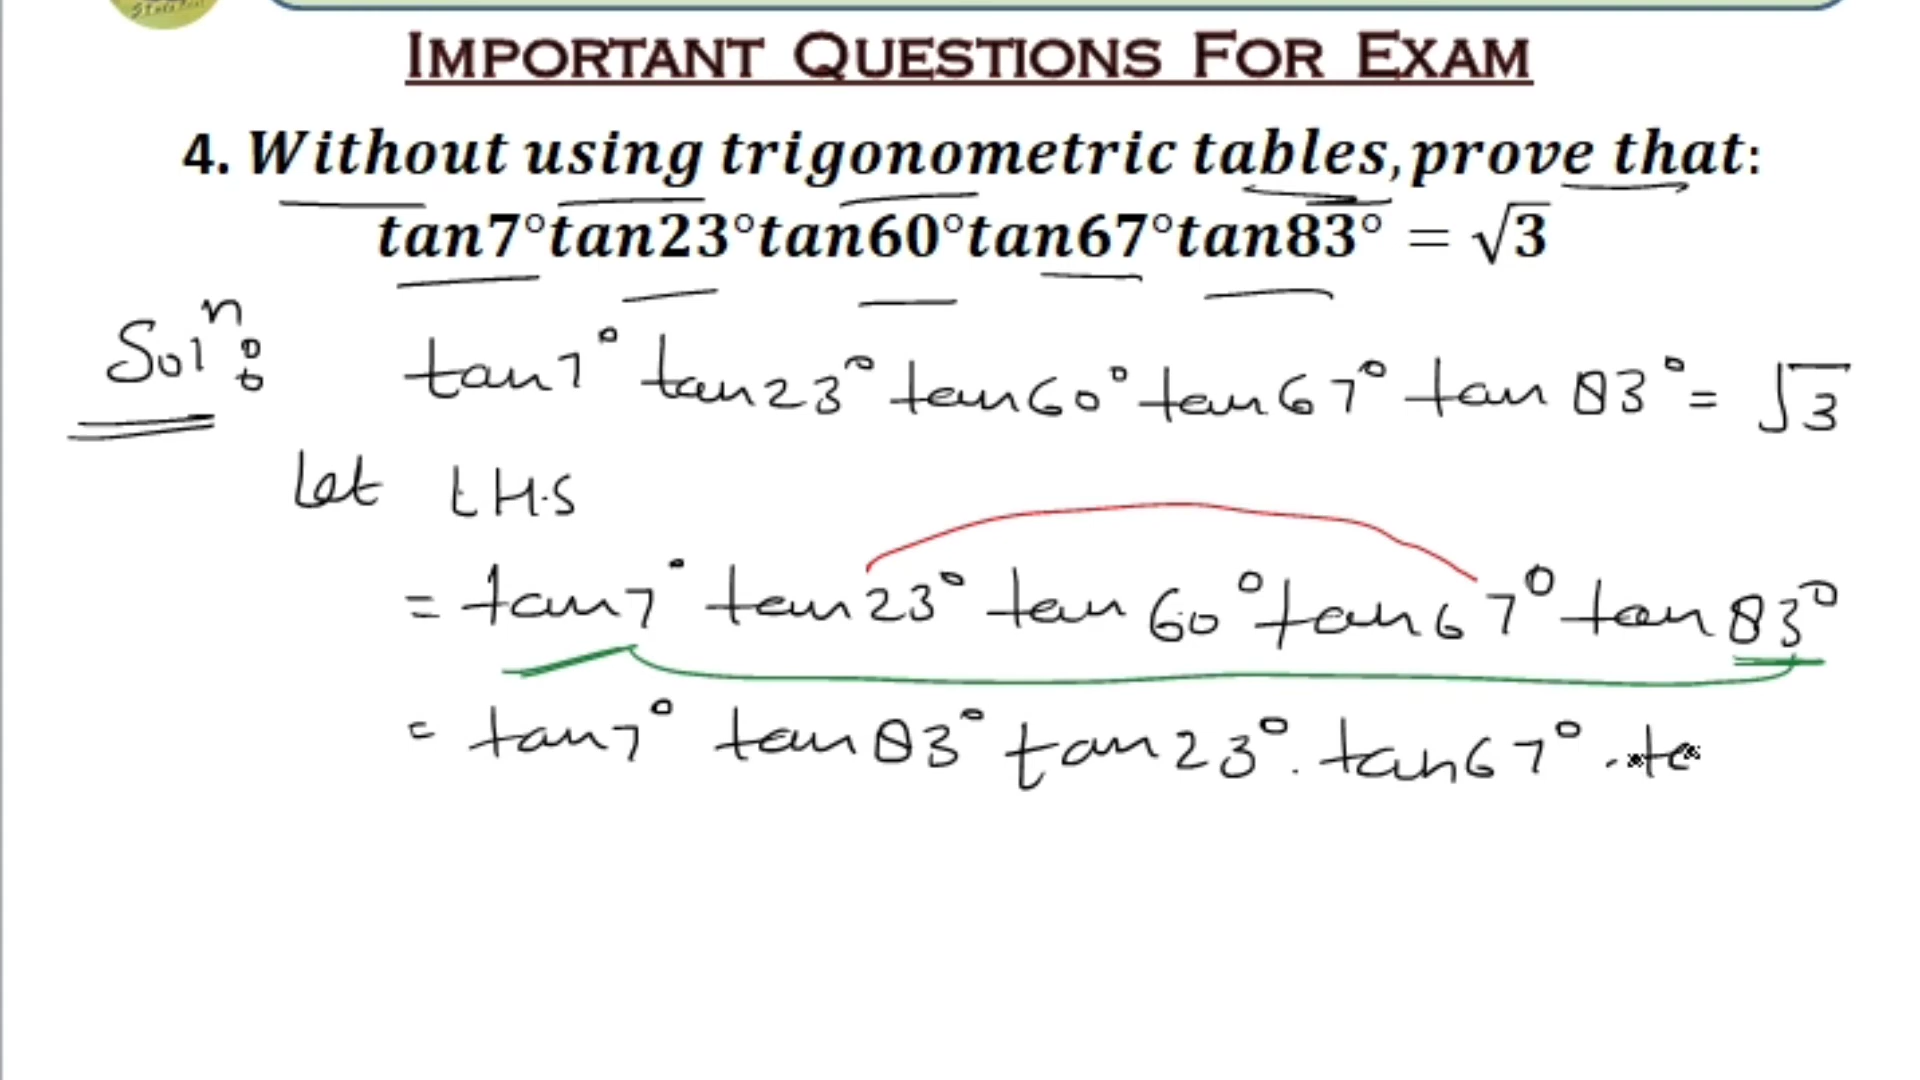 IMPORTANT QUESTIONS FOR EXAM
4. Without using trigonometric tables, prove that:
tan7°tan23°tan60°tan67°tan83° = √3
Solⁿ: tan7° tan23° tan60° tan67° tan83° = √3
Let LHS
= tan7° tan23° tan60° tan67° tan83°
= tan7° tan83° tan23°. tan67° . ta